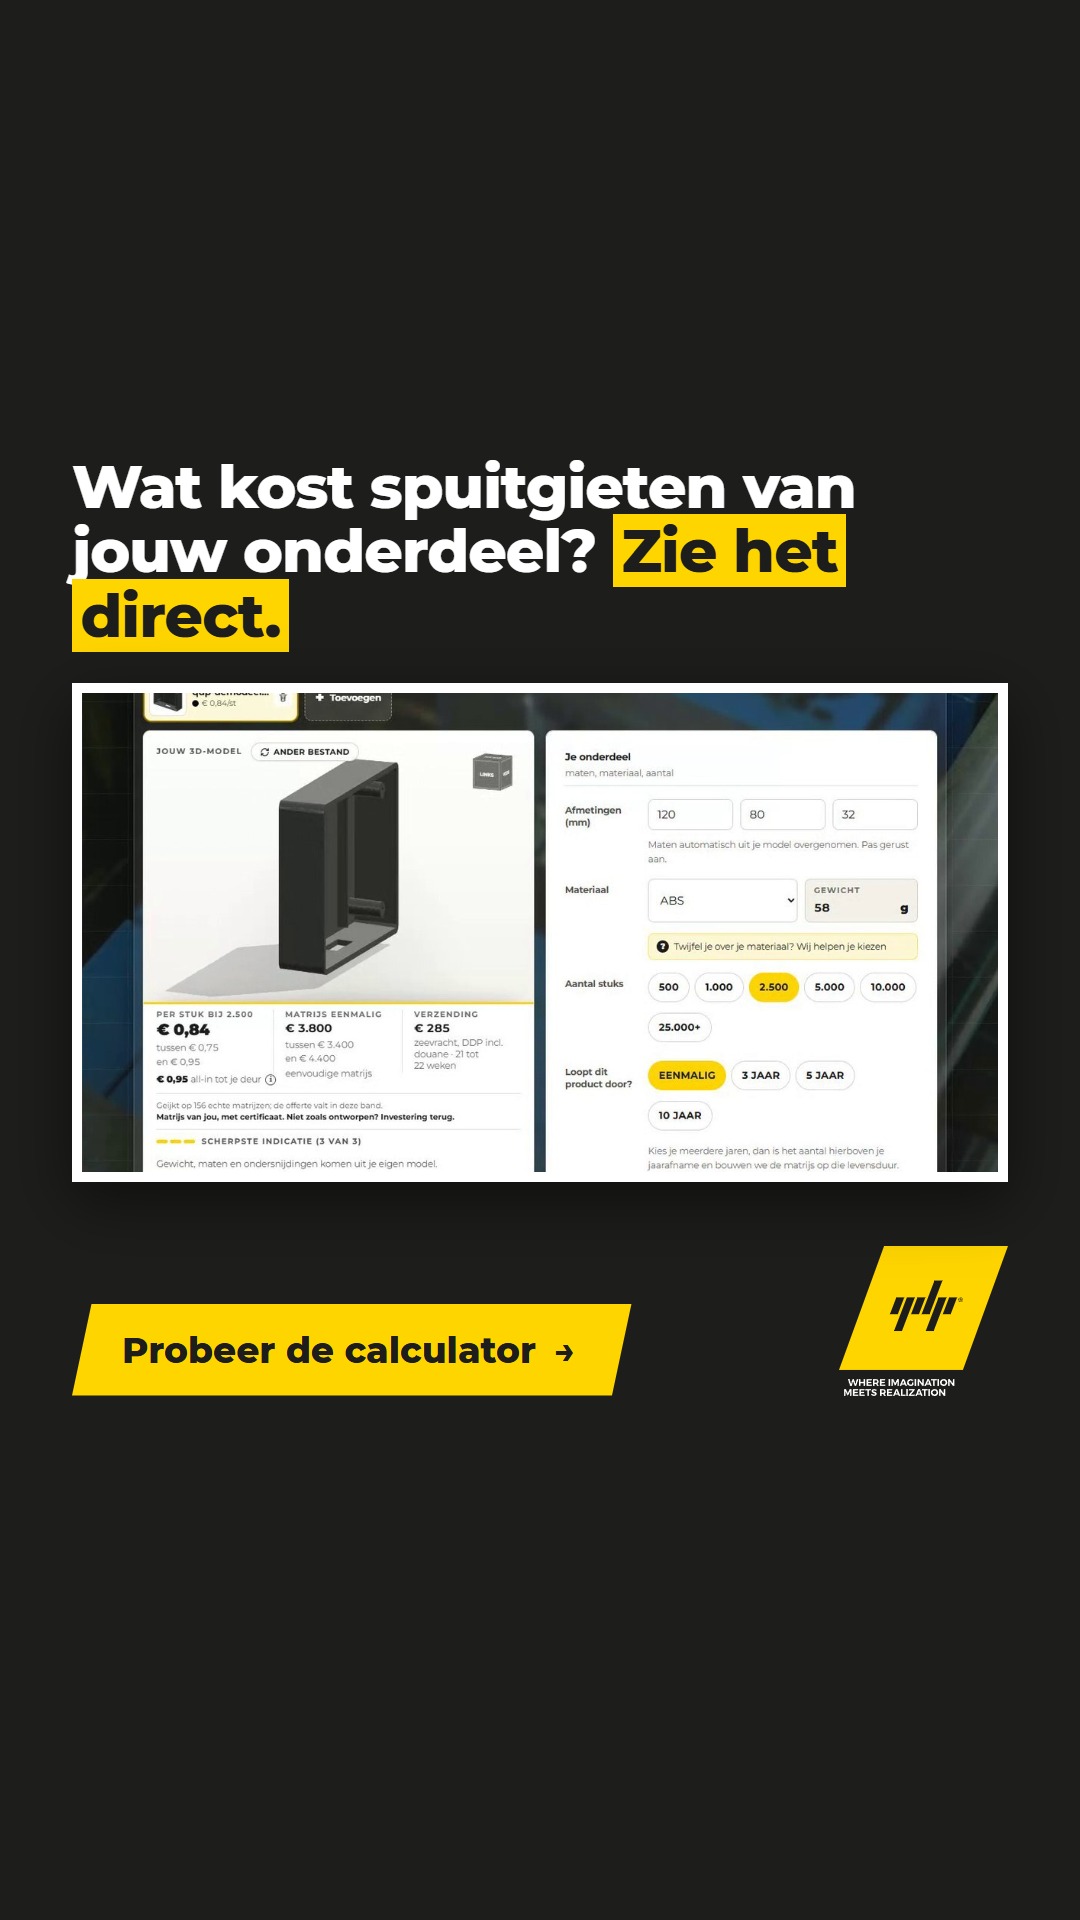 Wat kost spuitgieten van
jouw onderdeel? Zie het
direct.
€ 0,84/st
Toevoegen
JOUW 3D-MODEL
ANDER BESTAND
LINKS
PER STUK BIJ 2.500
€ 0,84
tussen € 0,75
en € 0,95
€ 0,95 all-in tot je deur
MATRIJS EENMALIG
€ 3.800
tussen € 3.400
en € 4.400
eenvoudige matrijs
VERZENDING
€ 285
zeevracht, DDP incl.
douane · 21 tot
22 weken
Geijkt op 156 echte matrijzen; de offerte valt in deze band.
Matrijs van jou, met certificaat. Niet zoals ontworpen? Investering terug.
SCHERPSTE INDICATIE (3 VAN 3)
Gewicht, maten en ondersnijdingen komen uit je eigen model.
Je onderdeel
maten, materiaal, aantal
Afmetingen
(mm)
120
80
32
Maten automatisch uit je model overgenomen. Pas gerust
aan.
Materiaal
ABS
GEWICHT
58 g
? Twijfel je over je materiaal? Wij helpen je kiezen
Aantal stuks
500 1.000 2.500 5.000 10.000
25.000+
Loopt dit
product door?
EENMALIG 3 JAAR 5 JAAR
10 JAAR
Kies je meerdere jaren, dan is het aantal hierboven je
jaarafname en bouwen we de matrijs op die levensduur.
Probeer de calculator →
qdp
WHERE IMAGINATION
MEETS REALIZATION